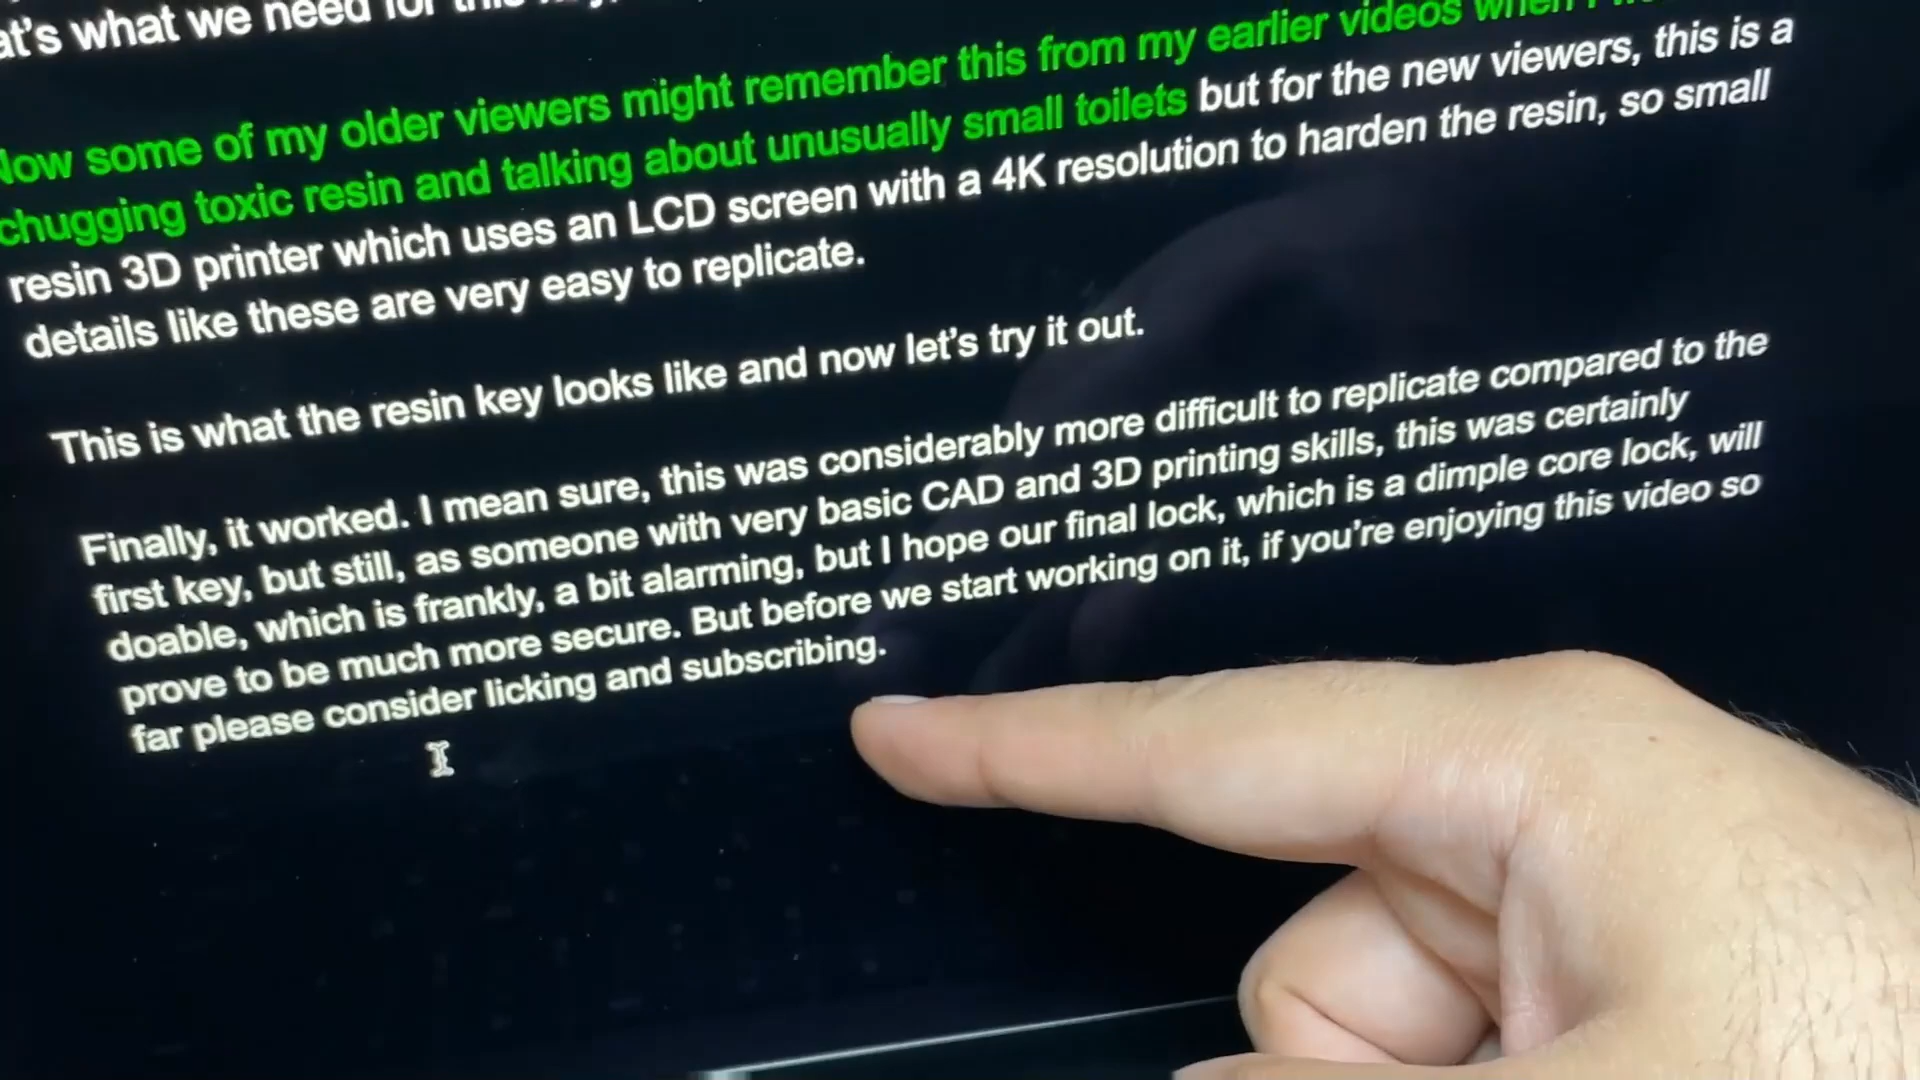 at's what we need for this
Now some of my older viewers might remember this from my earlier videos when I
chugging toxic resin and talking about unusually small toilets but for the new viewers, this is a
resin 3D printer which uses an LCD screen with a 4K resolution to harden the resin, so small
details like these are very easy to replicate.
This is what the resin key looks like and now let's try it out.
Finally, it worked. I mean sure, this was considerably more difficult to replicate compared to the
first key, but still, as someone with very basic CAD and 3D printing skills, this was certainly
doable, which is frankly, a bit alarming, but I hope our final lock, which is a dimple core lock, will
prove to be much more secure. But before we start working on it, if you're enjoying this video so
far please consider licking and subscribing.